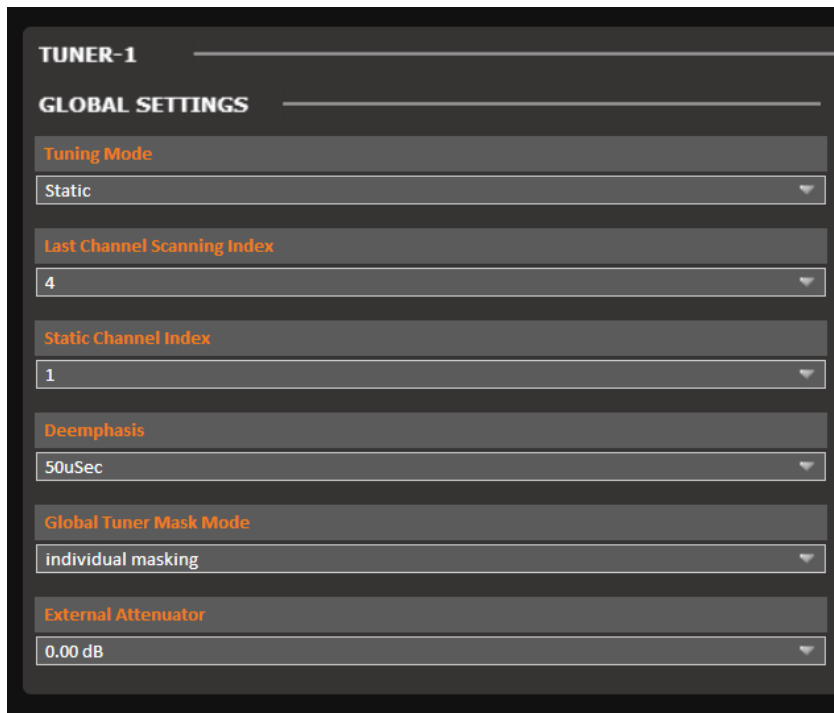 TUNER-1
GLOBAL SETTINGS
Tuning Mode
Static
Last Channel Scanning Index
4
Static Channel Index
1
Deemphasis
50uSec
Global Tuner Mask Mode
individual masking
External Attenuator
0.00 dB